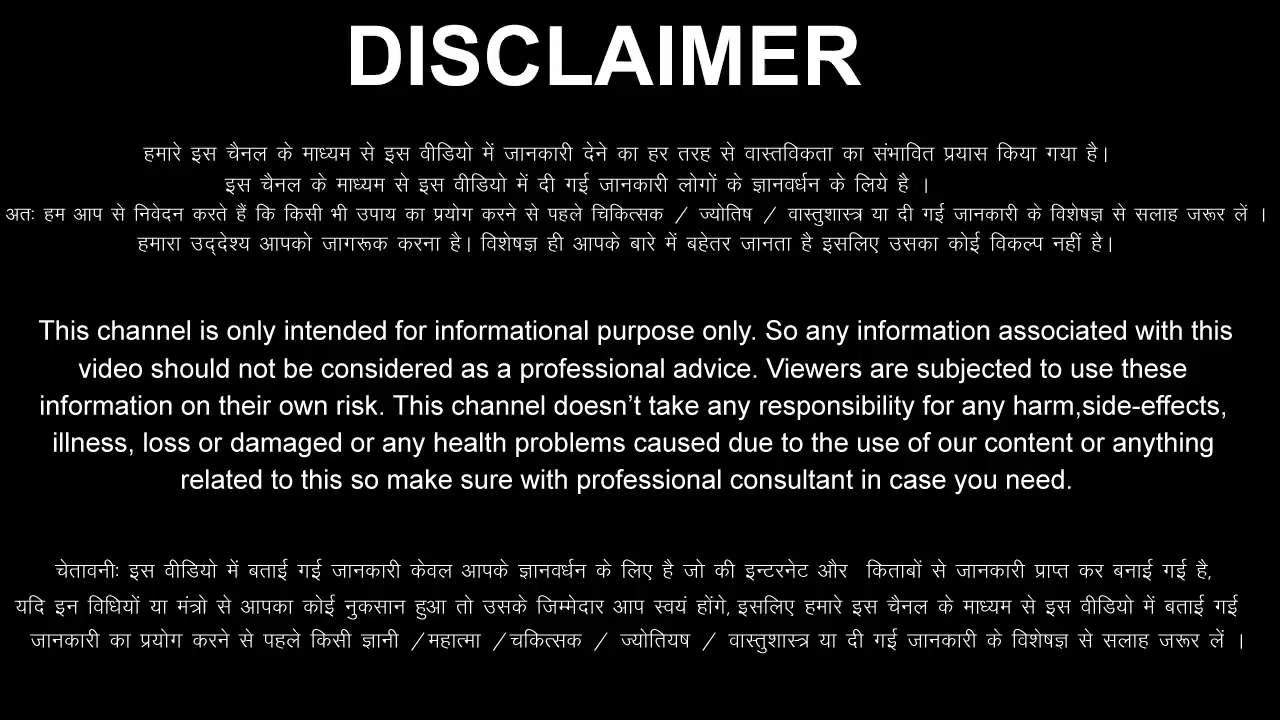 DISCLAIMER
हमारे इस चैनल के माध्यम से इस वीडियो में जानकारी देने का हर तरह से वास्तविकता का संभावित प्रयास किया गया है।
इस चैनल के माध्यम से इस वीडियो में दी गई जानकारी लोगों के ज्ञानवर्धन के लिये है ।
अतः हम आप से निवेदन करते हैं कि किसी भी उपाय का प्रयोग करने से पहले चिकित्सक / ज्योतिष / वास्तुशास्त्र या दी गई जानकारी के विशेषज्ञ से सलाह जरूर लें ।
हमारा उद्देश्य आपको जागरूक करना है। विशेषज्ञ ही आपके बारे में बहेतर जानता है इसलिए उसका कोई विकल्प नहीं है।
This channel is only intended for informational purpose only. So any information associated with this
video should not be considered as a professional advice. Viewers are subjected to use these
information on their own risk. This channel doesn’t take any responsibility for any harm,side-effects,
illness, loss or damaged or any health problems caused due to the use of our content or anything
related to this so make sure with professional consultant in case you need.
चेतावनीः इस वीडियो में बताई गई जानकारी केवल आपके ज्ञानवर्धन के लिए है जो की इन्टरनेट और किताबों से जानकारी प्राप्त कर बनाई गई है,
यदि इन विधियों या मंत्रो से आपका कोई नुकसान हुआ तो उसके जिम्मेदार आप स्वयं होंगे, इसलिए हमारे इस चैनल के माध्यम से इस वीडियो में बताई गई
जानकारी का प्रयोग करने से पहले किसी ज्ञानी /महात्मा /चकित्सक / ज्योतियष / वास्तुशास्त्र या दी गई जानकारी के विशेषज्ञ से सलाह जरूर लें ।